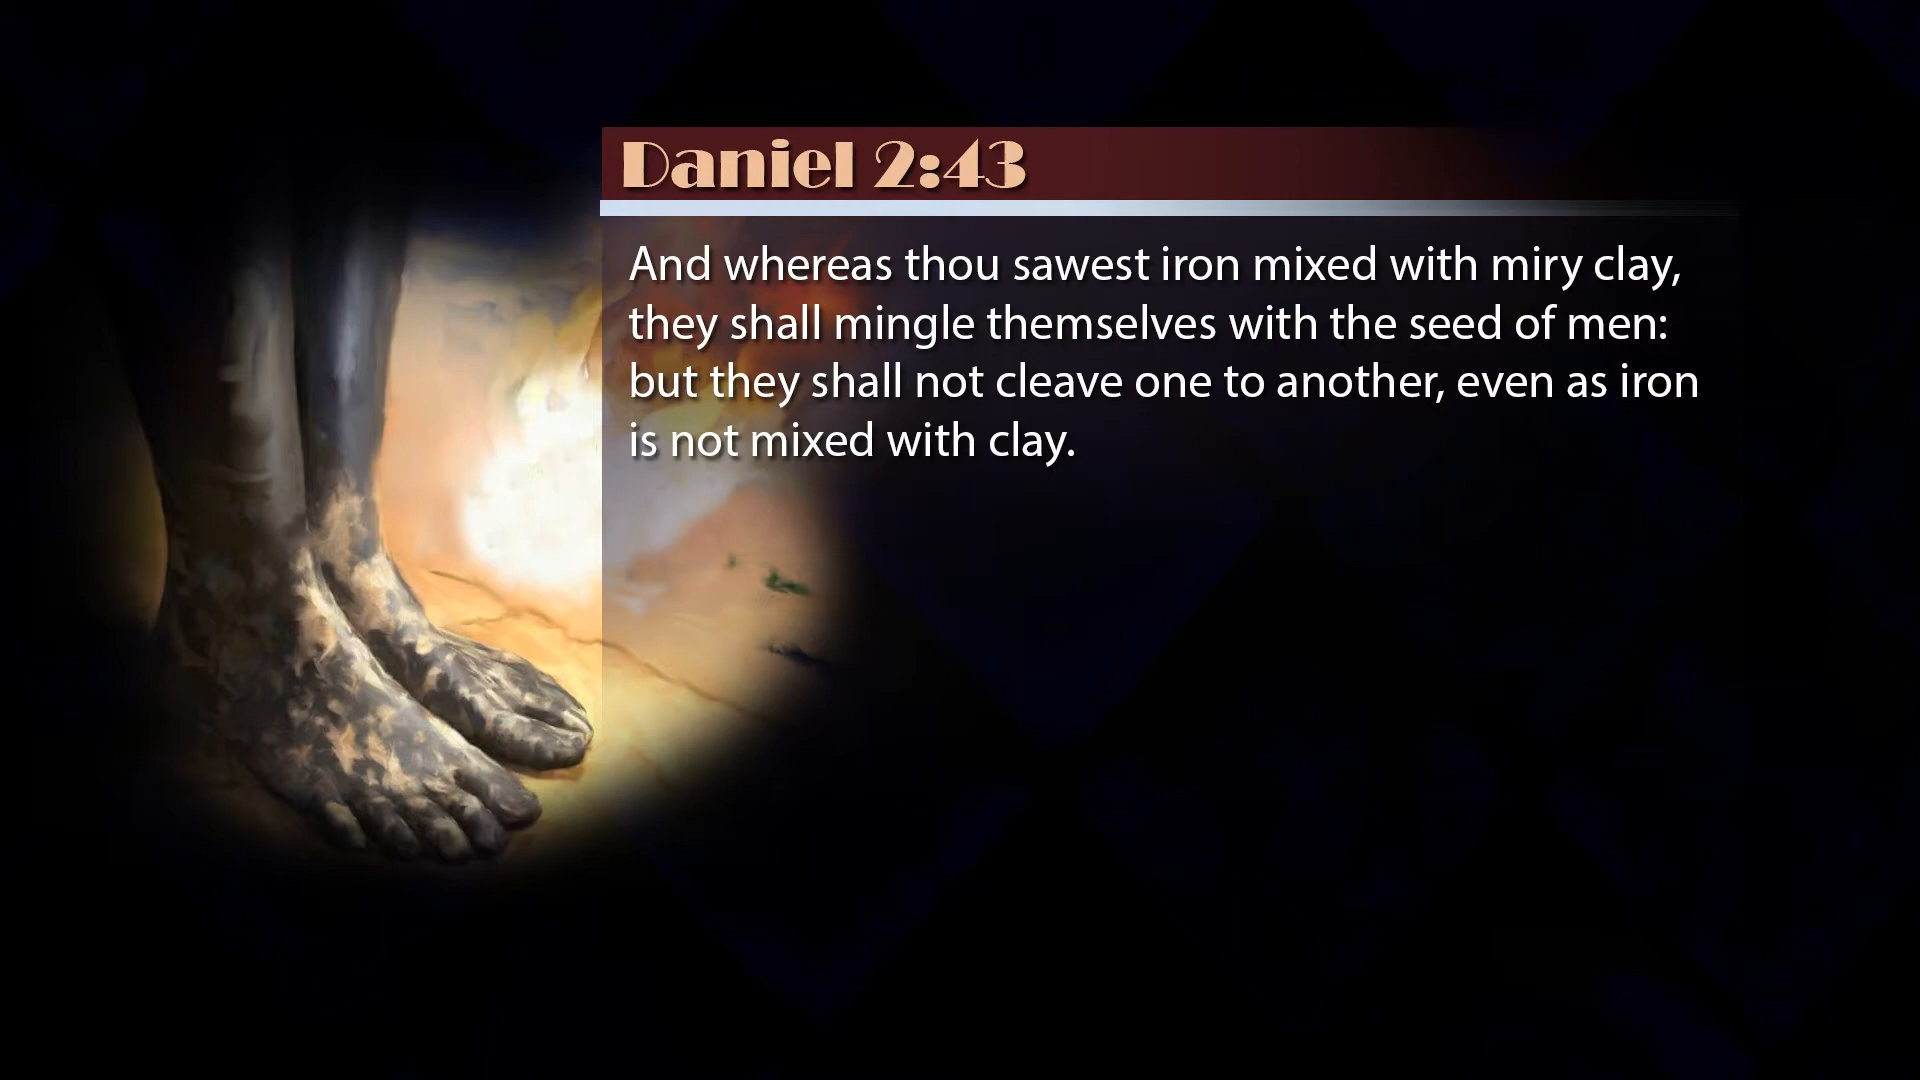 Daniel 2:43
And whereas thou sawest iron mixed with miry clay,
they shall mingle themselves with the seed of men:
but they shall not cleave one to another, even as iron
is not mixed with clay.